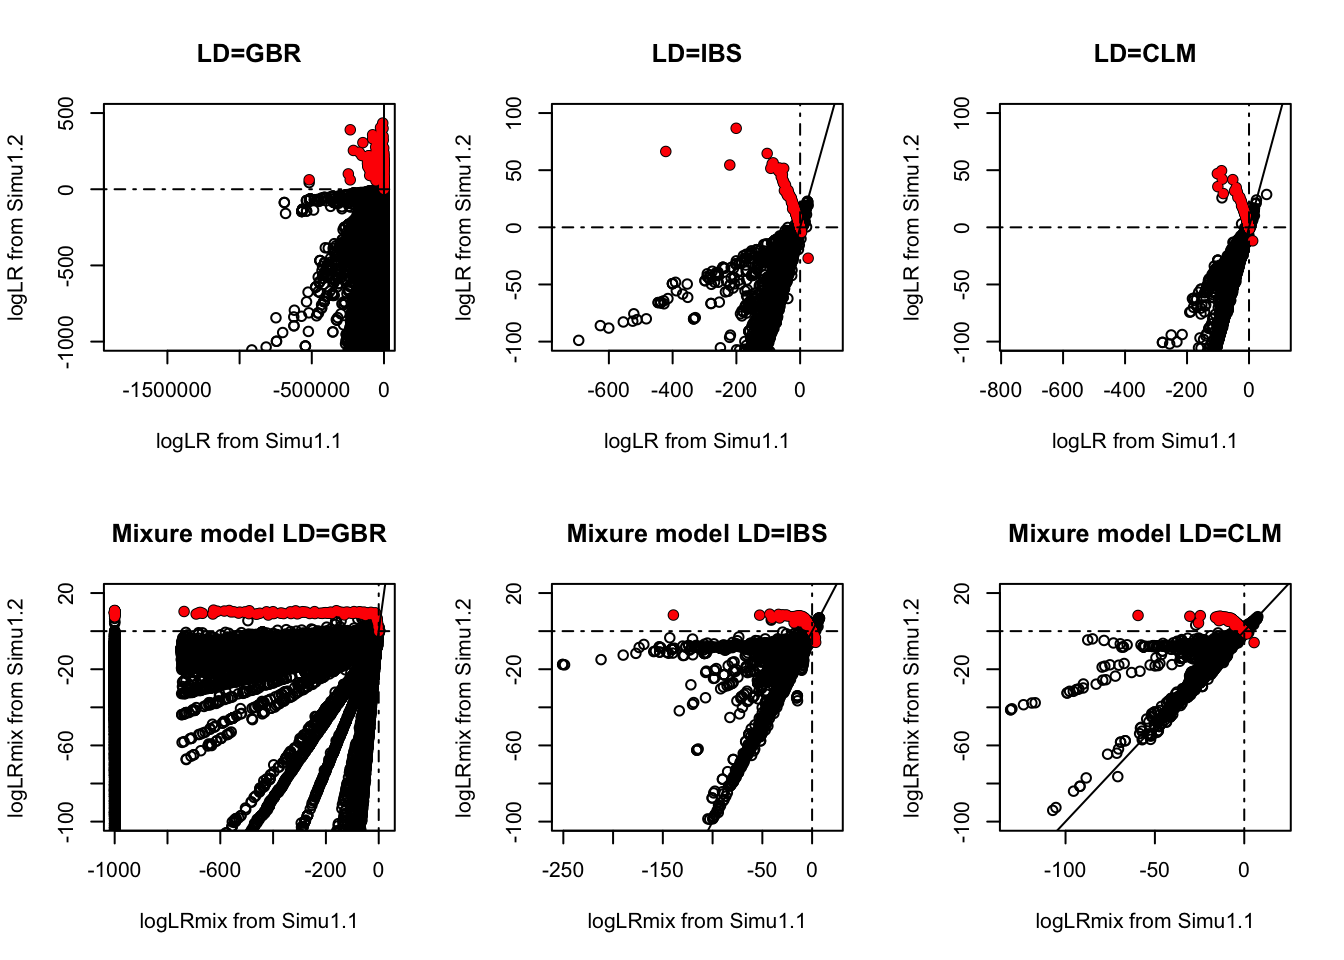 LD=GBR
LD=IBS
LD=CLM
logLR from Simu1.2
500
0
-500
-1000
-1500000
-500000
0
logLR from Simu1.1
logLR from Simu1.2
100
50
0
-50
-100
-600
-400
-200
0
logLR from Simu1.1
logLR from Simu1.2
100
50
0
-50
-100
-800
-600
-400
-200
0
logLR from Simu1.1
Mixure model LD=GBR
Mixure model LD=IBS
Mixure model LD=CLM
logLRmix from Simu1.2
20
-20
-60
-100
-1000
-600
-200
0
logLRmix from Simu1.1
logLRmix from Simu1.2
20
-20
-60
-100
-250
-150
-50
0
logLRmix from Simu1.1
logLRmix from Simu1.2
20
-20
-60
-100
-100
-50
0
logLRmix from Simu1.1